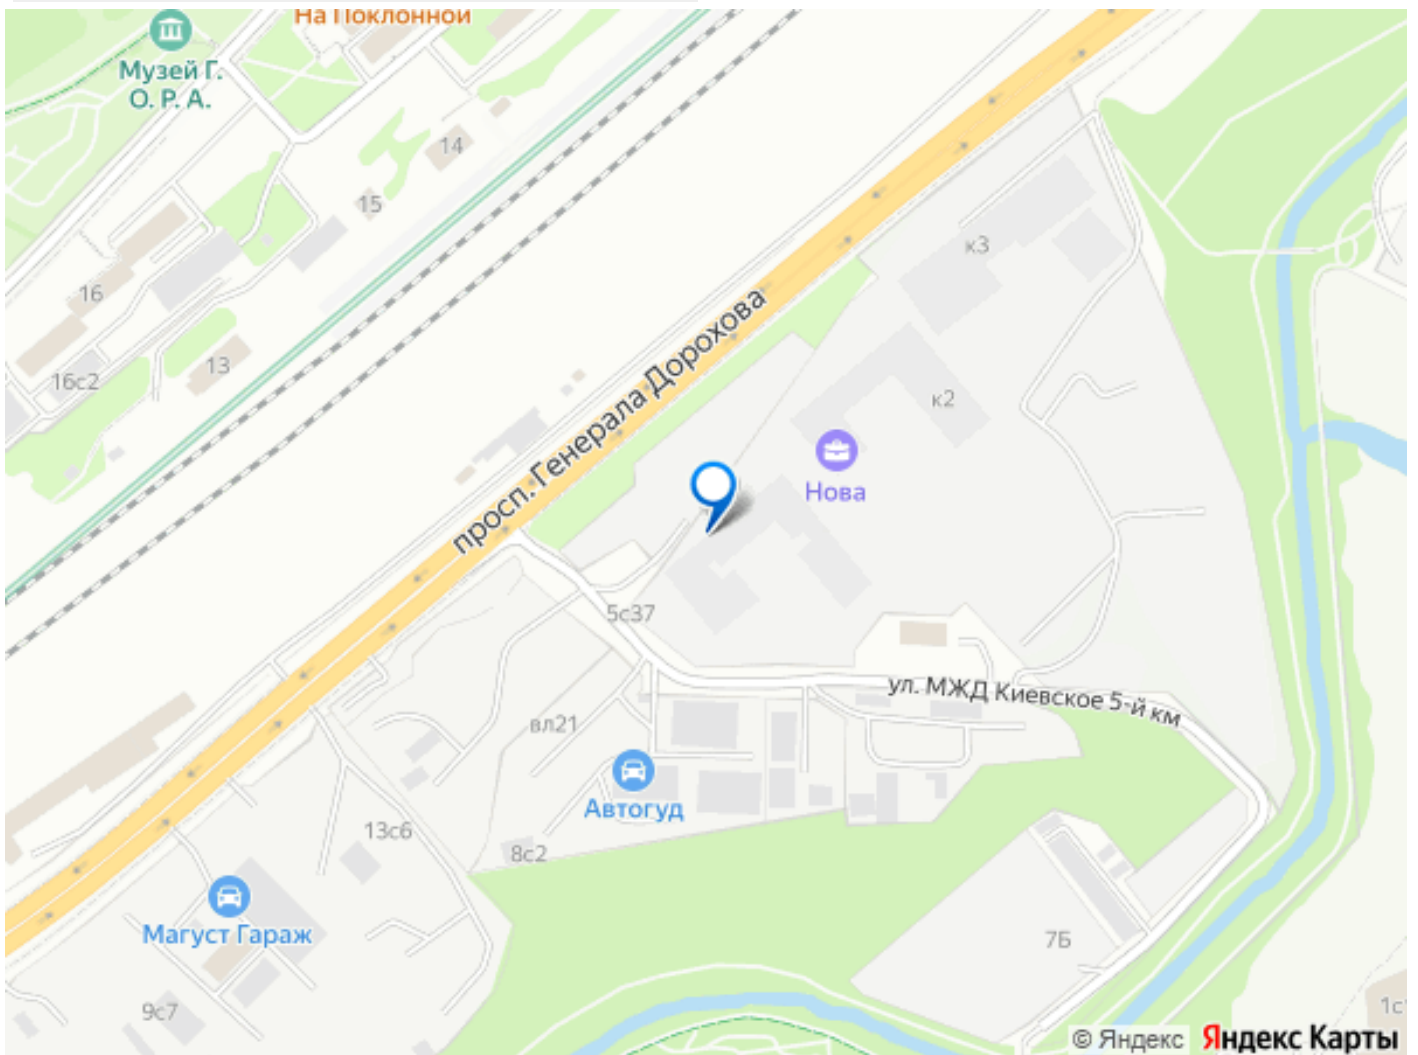 На Поклонной
Музей Г.
О. Р. А.
14
15
к3
16
просп. Генерала Дорохова
13
16с2
к2
Нова
5с37
ул. МЖД Киевское 5-й км
вл21
Автогуд
13с6
8с2
Магуст Гараж
7Б
9с7
© Яндекс Яндекс Карты